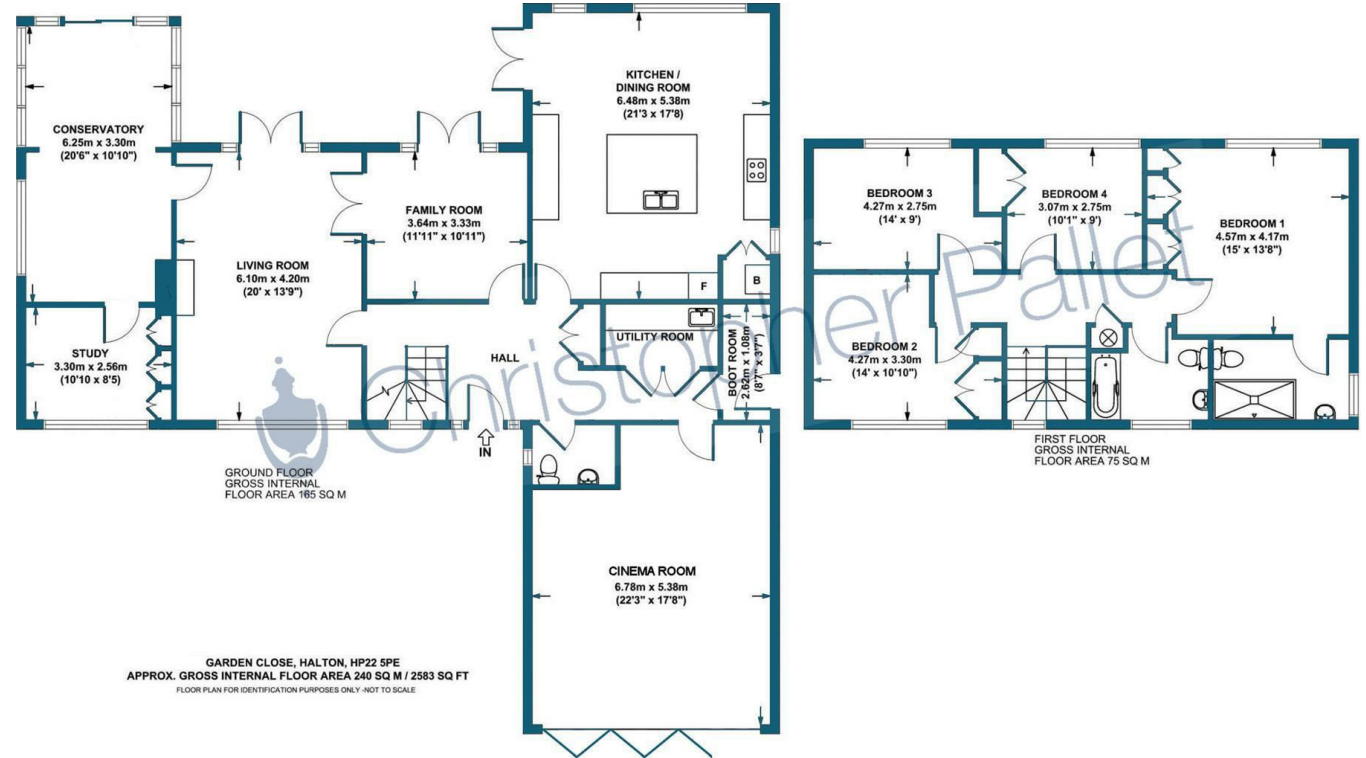 CONSERVATORY
6.25m x 3.30m
(20'6" x 10'10")
KITCHEN /
DINING ROOM
6.48m x 5.38m
(21'3 x 17'8)
FAMILY ROOM
3.64m x 3.33m
(11'11" x 10'11")
LIVING ROOM
6.10m x 4.20m
(20' x 13'9")
STUDY
3.30m x 2.56m
(10'10 x 8'5)
F
B
HALL
UTILITY ROOM
BOOT ROOM
2.62m x 1.08m
(8'7" x 3'7")
IN
CINEMA ROOM
6.78m x 5.38m
(22'3" x 17'8")
GROUND FLOOR
GROSS INTERNAL
FLOOR AREA 165 SQ M
BEDROOM 3
4.27m x 2.75m
(14' x 9')
BEDROOM 4
3.07m x 2.75m
(10'1" x 9')
BEDROOM 1
4.57m x 4.17m
(15' x 13'8")
BEDROOM 2
4.27m x 3.30m
(14' x 10'10")
FIRST FLOOR
GROSS INTERNAL
FLOOR AREA 75 SQ M
Christopher Pallet
GARDEN CLOSE, HALTON, HP22 5PE
APPROX. GROSS INTERNAL FLOOR AREA 240 SQ M / 2583 SQ FT
FLOOR PLAN FOR IDENTIFICATION PURPOSES ONLY -NOT TO SCALE